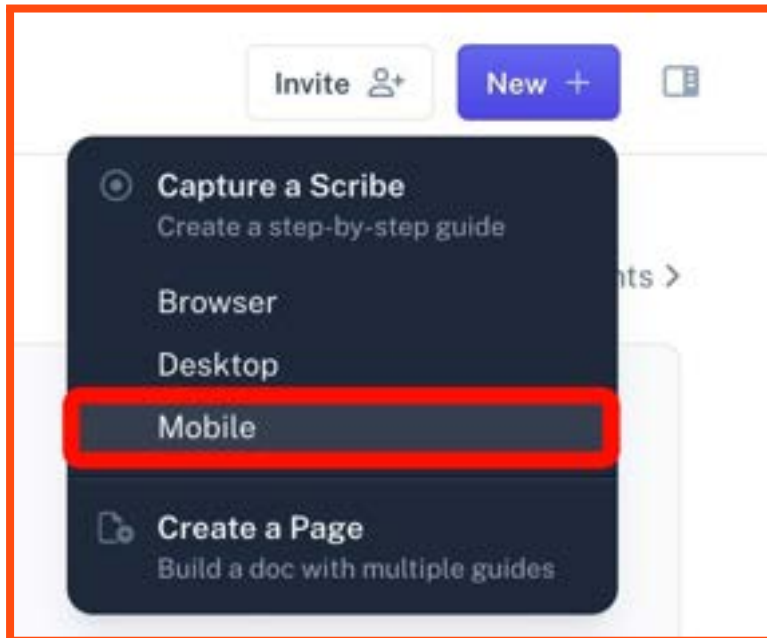 Invite
New +
Capture a Scribe
Create a step-by-step guide
Browser
Desktop
Mobile
Create a Page
Build a doc with multiple guides